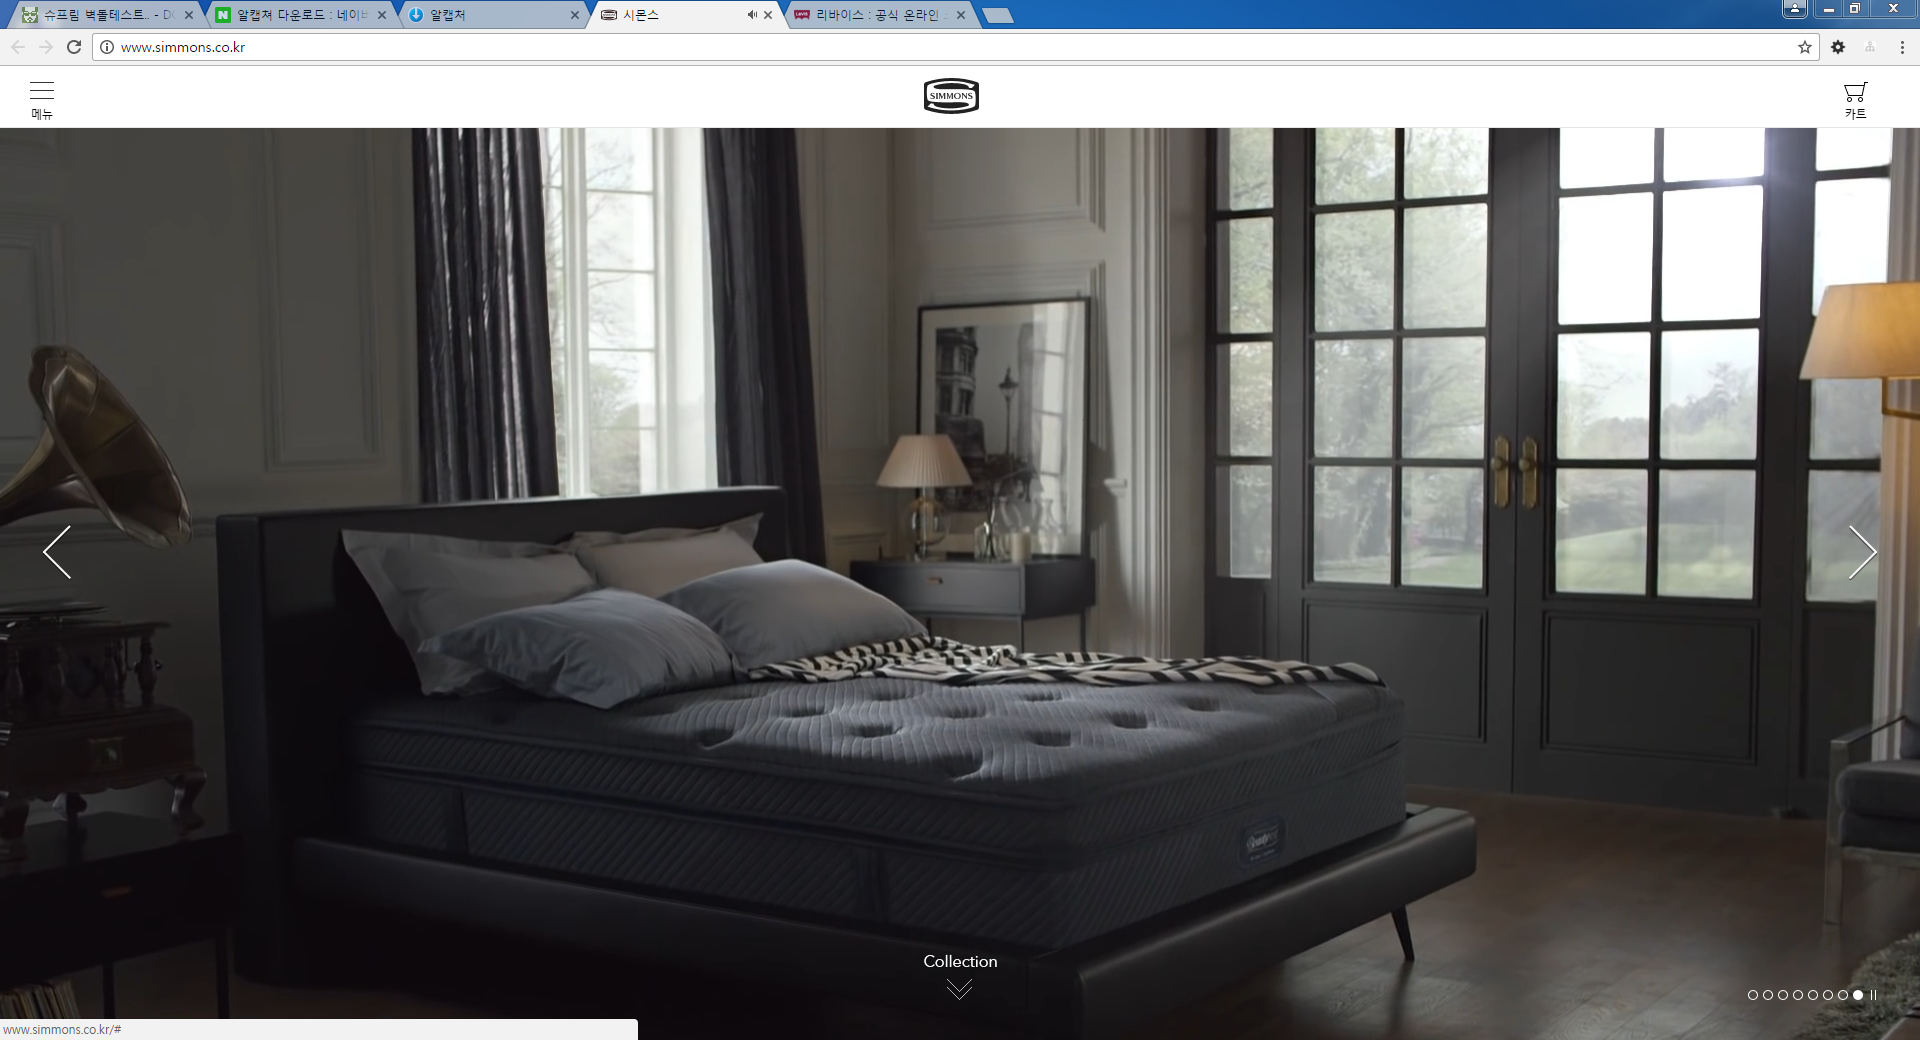 슈프림 벽돌테스트.. - D
알캡쳐 다운로드 : 네이버
알캡처
시몬스
리바이스 : 공식 온라인
www.simmons.co.kr
메뉴
SIMMONS
카트
Collection
www.simmons.co.kr/#